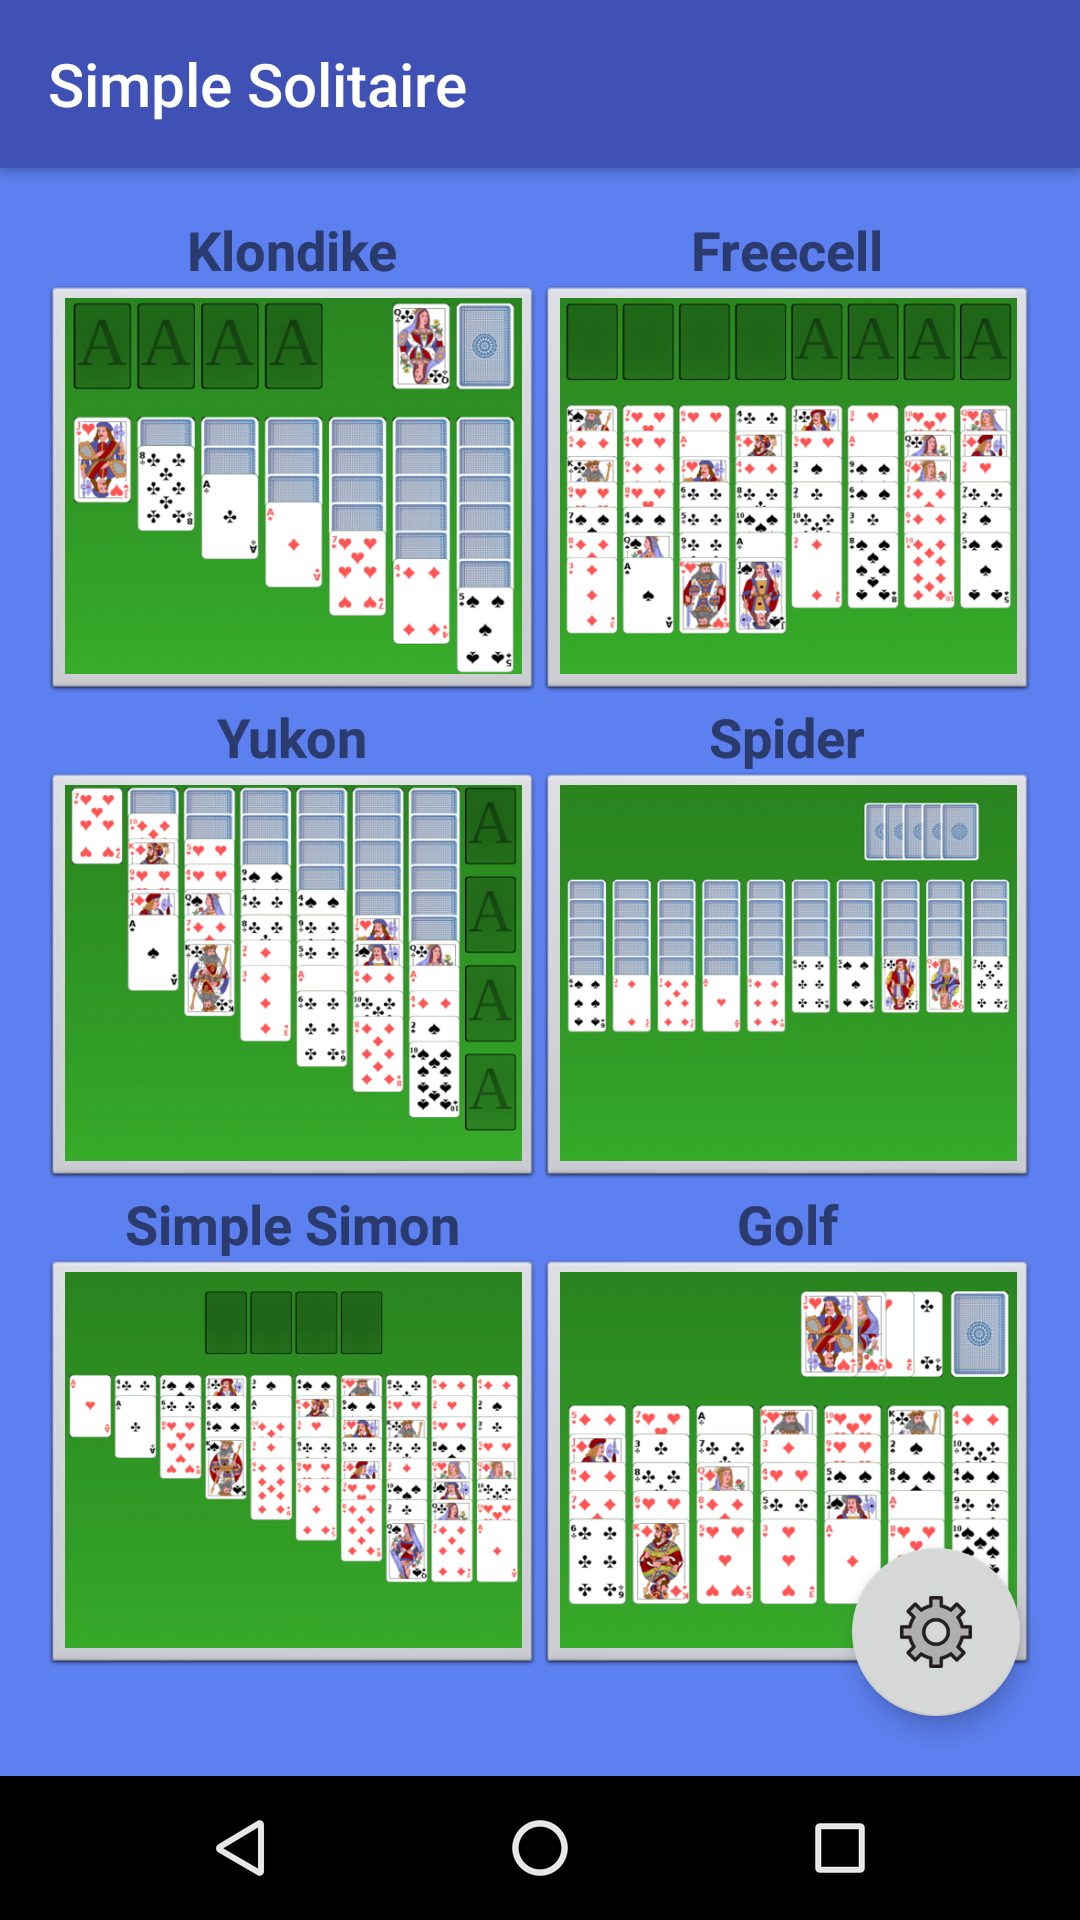 Simple Solitaire
Klondike
Freecell
Yukon
Spider
Simple Simon
Golf